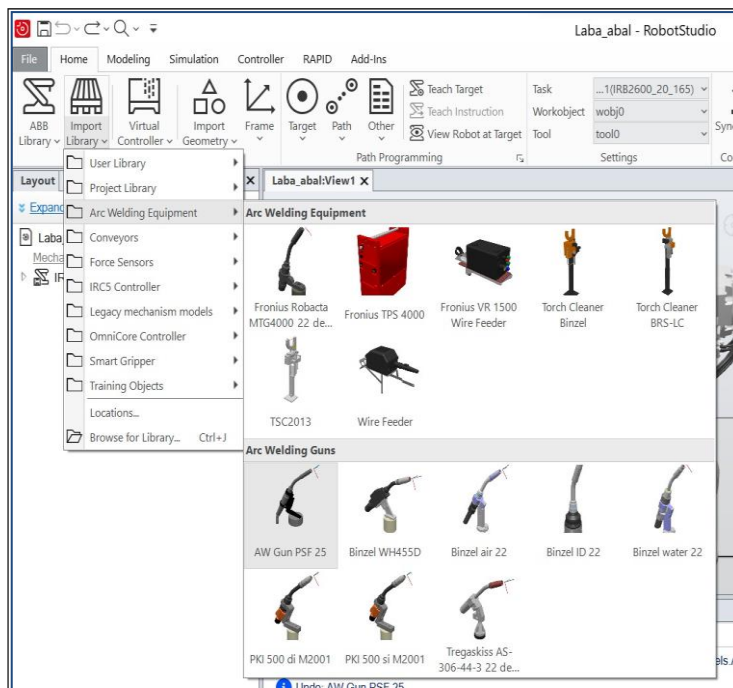 Laba_abal - RobotStudio
File Home Modeling Simulation Controller RAPID Add-Ins
ABB Library
Import Library
Virtual Controller
Import Geometry
Frame
Target
Path
Other
Teach Target
Teach Instruction
View Robot at Target
Path Programming
Task ...1(IRB2600_20_165)
Workobject wobj0
Tool tool0
Settings
Layout
Laba_abal:View1 X
User Library
Project Library
Arc Welding Equipment
Conveyors
Force Sensors
IRC5 Controller
Legacy mechanism models
OmniCore Controller
Smart Gripper
Training Objects
Locations...
Browse for Library... Ctrl+J
Arc Welding Equipment
Fronius Robacta
MTG4000 22 de...
Fronius TPS 4000
Fronius VR 1500
Wire Feeder
Torch Cleaner
Binzel
Torch Cleaner
BRS-LC
TSC2013
Wire Feeder
Arc Welding Guns
AW Gun PSF 25
Binzel WH455D
Binzel air 22
Binzel ID 22
Binzel water 22
PKI 500 di M2001
PKI 500 si M2001
Tregaskiss AS-
306-44-3 22 de...
Undo: AW Gun PSF 25